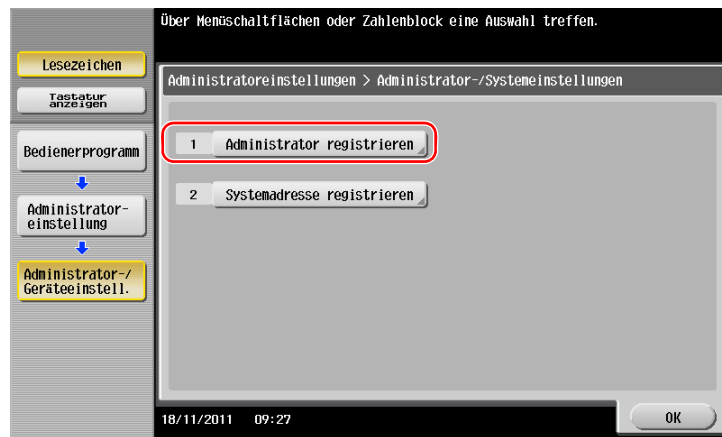 Über Menüschaltflächen oder Zahlenblock eine Auswahl treffen.
Lesezeichen
Tastatur
anzeigen
Bedienerprogramm
Administrator-
einstellung
Administrator-/
Geräteeinstell.
Administratoreinstellungen > Administrator-/Systemeinstellungen
1 Administrator registrieren
2 Systemadresse registrieren
18/11/2011 09:27
OK